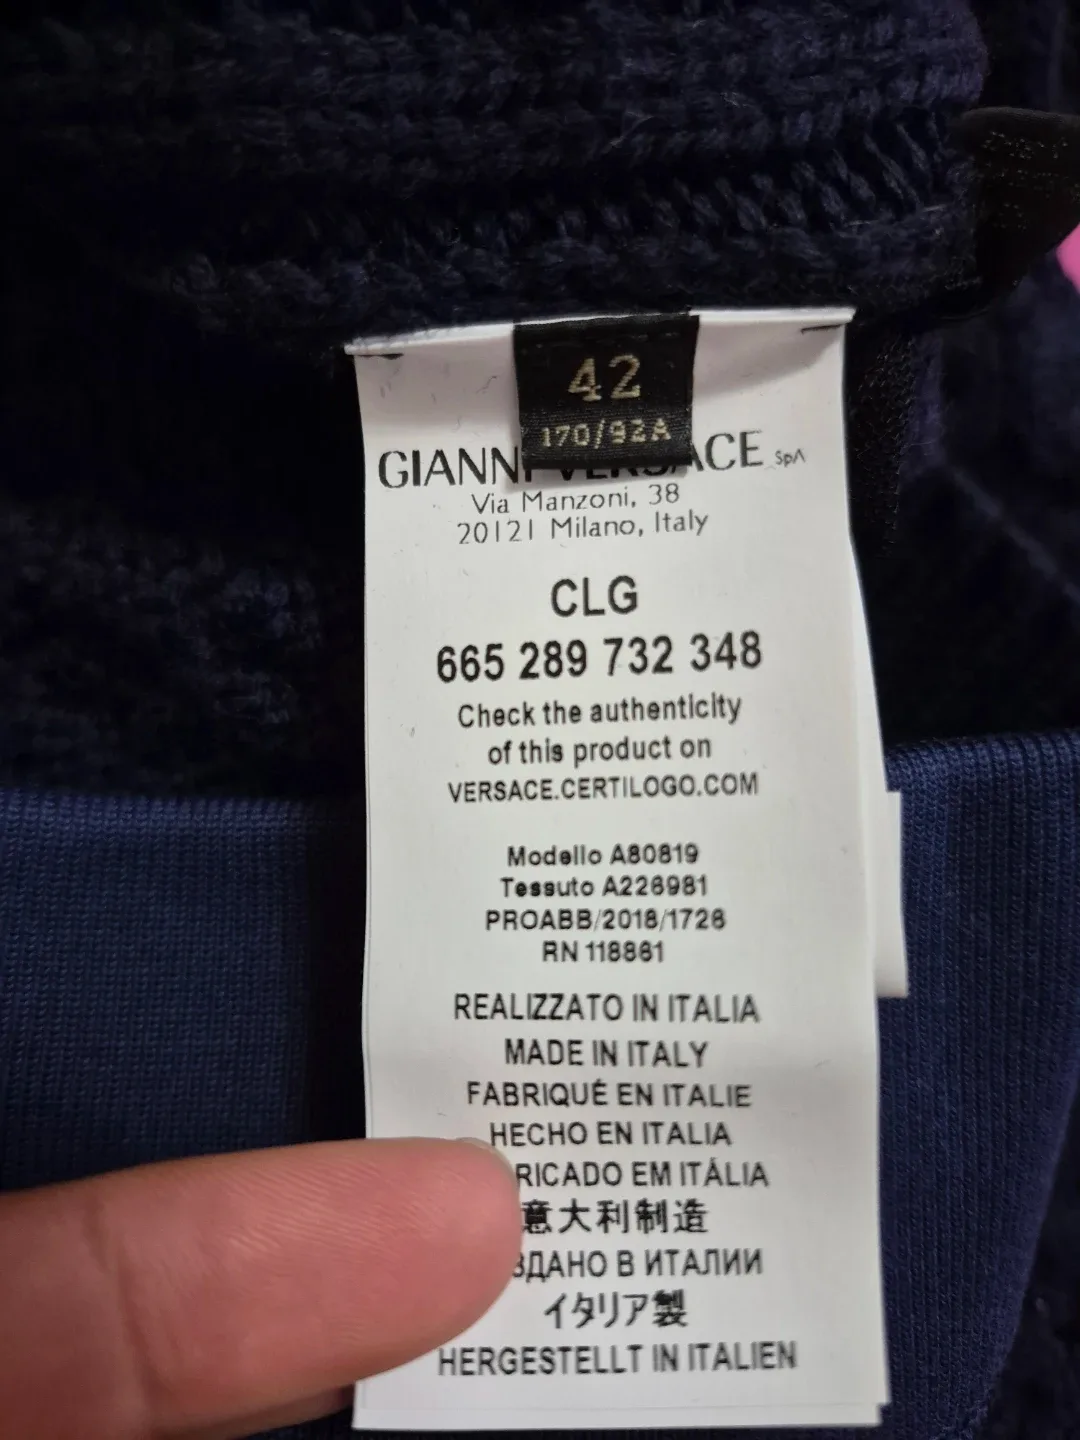 42
170/92A
GIANNI VERSACE SpA
Via Manzoni, 38
20121 Milano, Italy
CLG
665 289 732 348
Check the authenticity
of this product on
VERSACE.CERTILOGO.COM
Modello A80819
Tessuto A226981
PROABB/2018/1726
RN 118861
REALIZZATO IN ITALIA
MADE IN ITALY
FABRIQUÉ EN ITALIE
HECHO EN ITALIA
RICADO EM ITÁLIA
意大利制造
ЗДАНО В ИТАЛИИ
イタリア製
HERGESTELLT IN ITALIEN